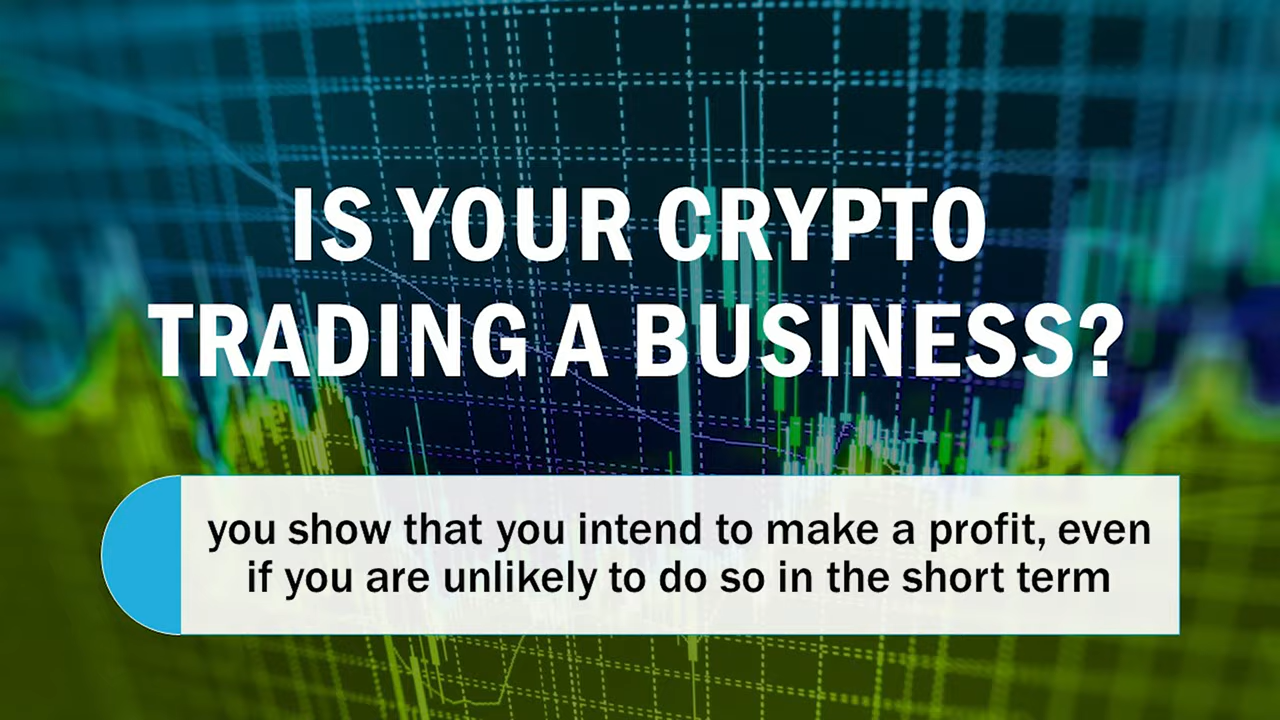 IS YOUR CRYPTO
TRADING A BUSINESS?
you show that you intend to make a profit, even
if you are unlikely to do so in the short term